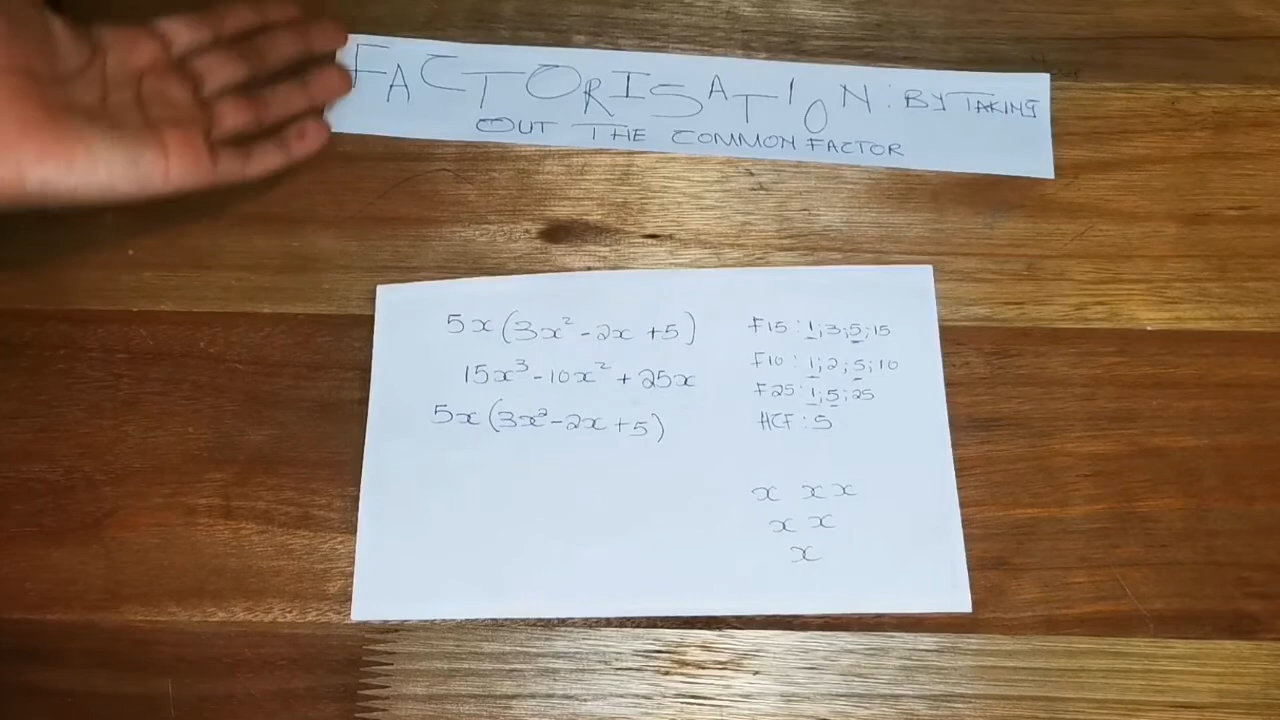 FACTORISATION: BY TAKING
OUT THE COMMON FACTOR
5x(3x²-2x+5)
15x³-10x²+25x
5x(3x²-2x+5)
F15: 1;3;5;15
F10: 1;2;5;10
F25: 1;5;25
HCF: 5
x x x
x x
x